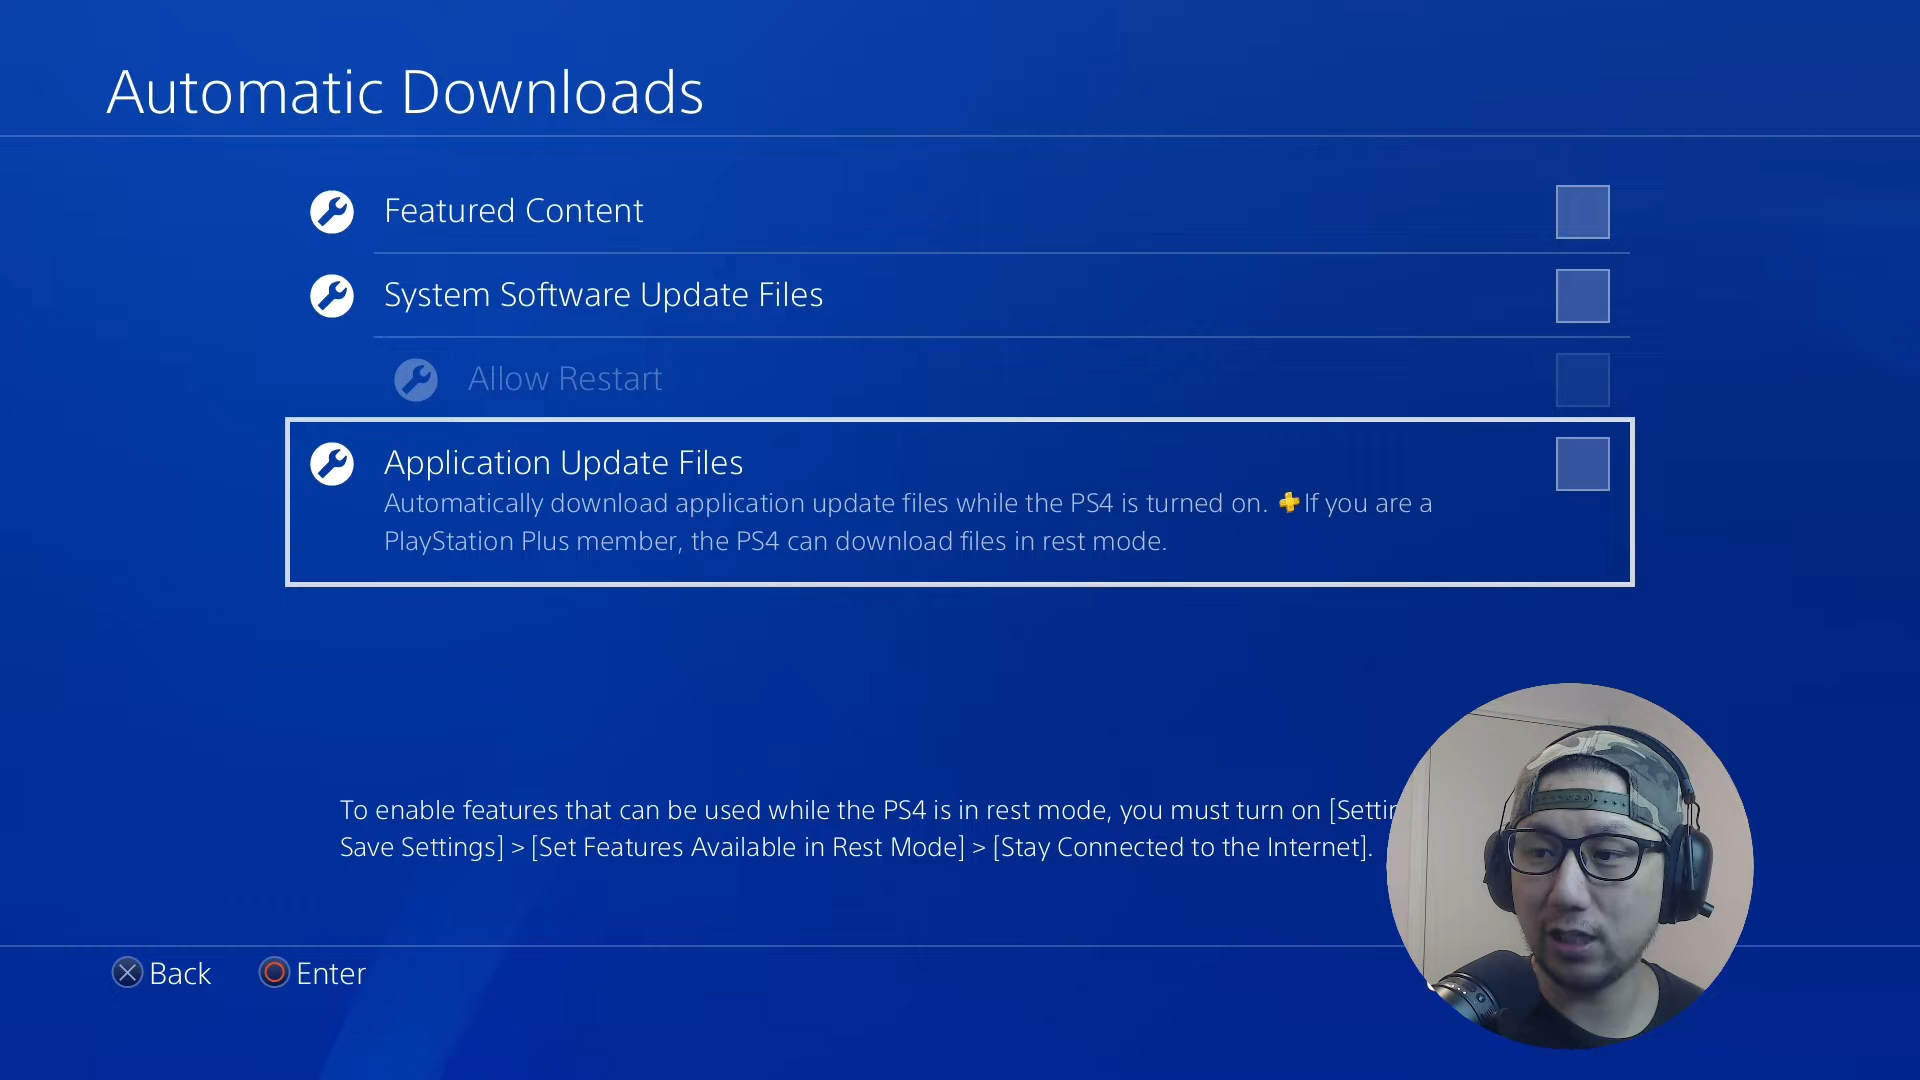 Automatic Downloads
Featured Content
System Software Update Files
Allow Restart
Application Update Files
Automatically download application update files while the PS4 is turned on. If you are a
PlayStation Plus member, the PS4 can download files in rest mode.
To enable features that can be used while the PS4 is in rest mode, you must turn on
Save Settings] > [Set Features Available in Rest Mode] > [Stay Connected to the Internet].
Back Enter